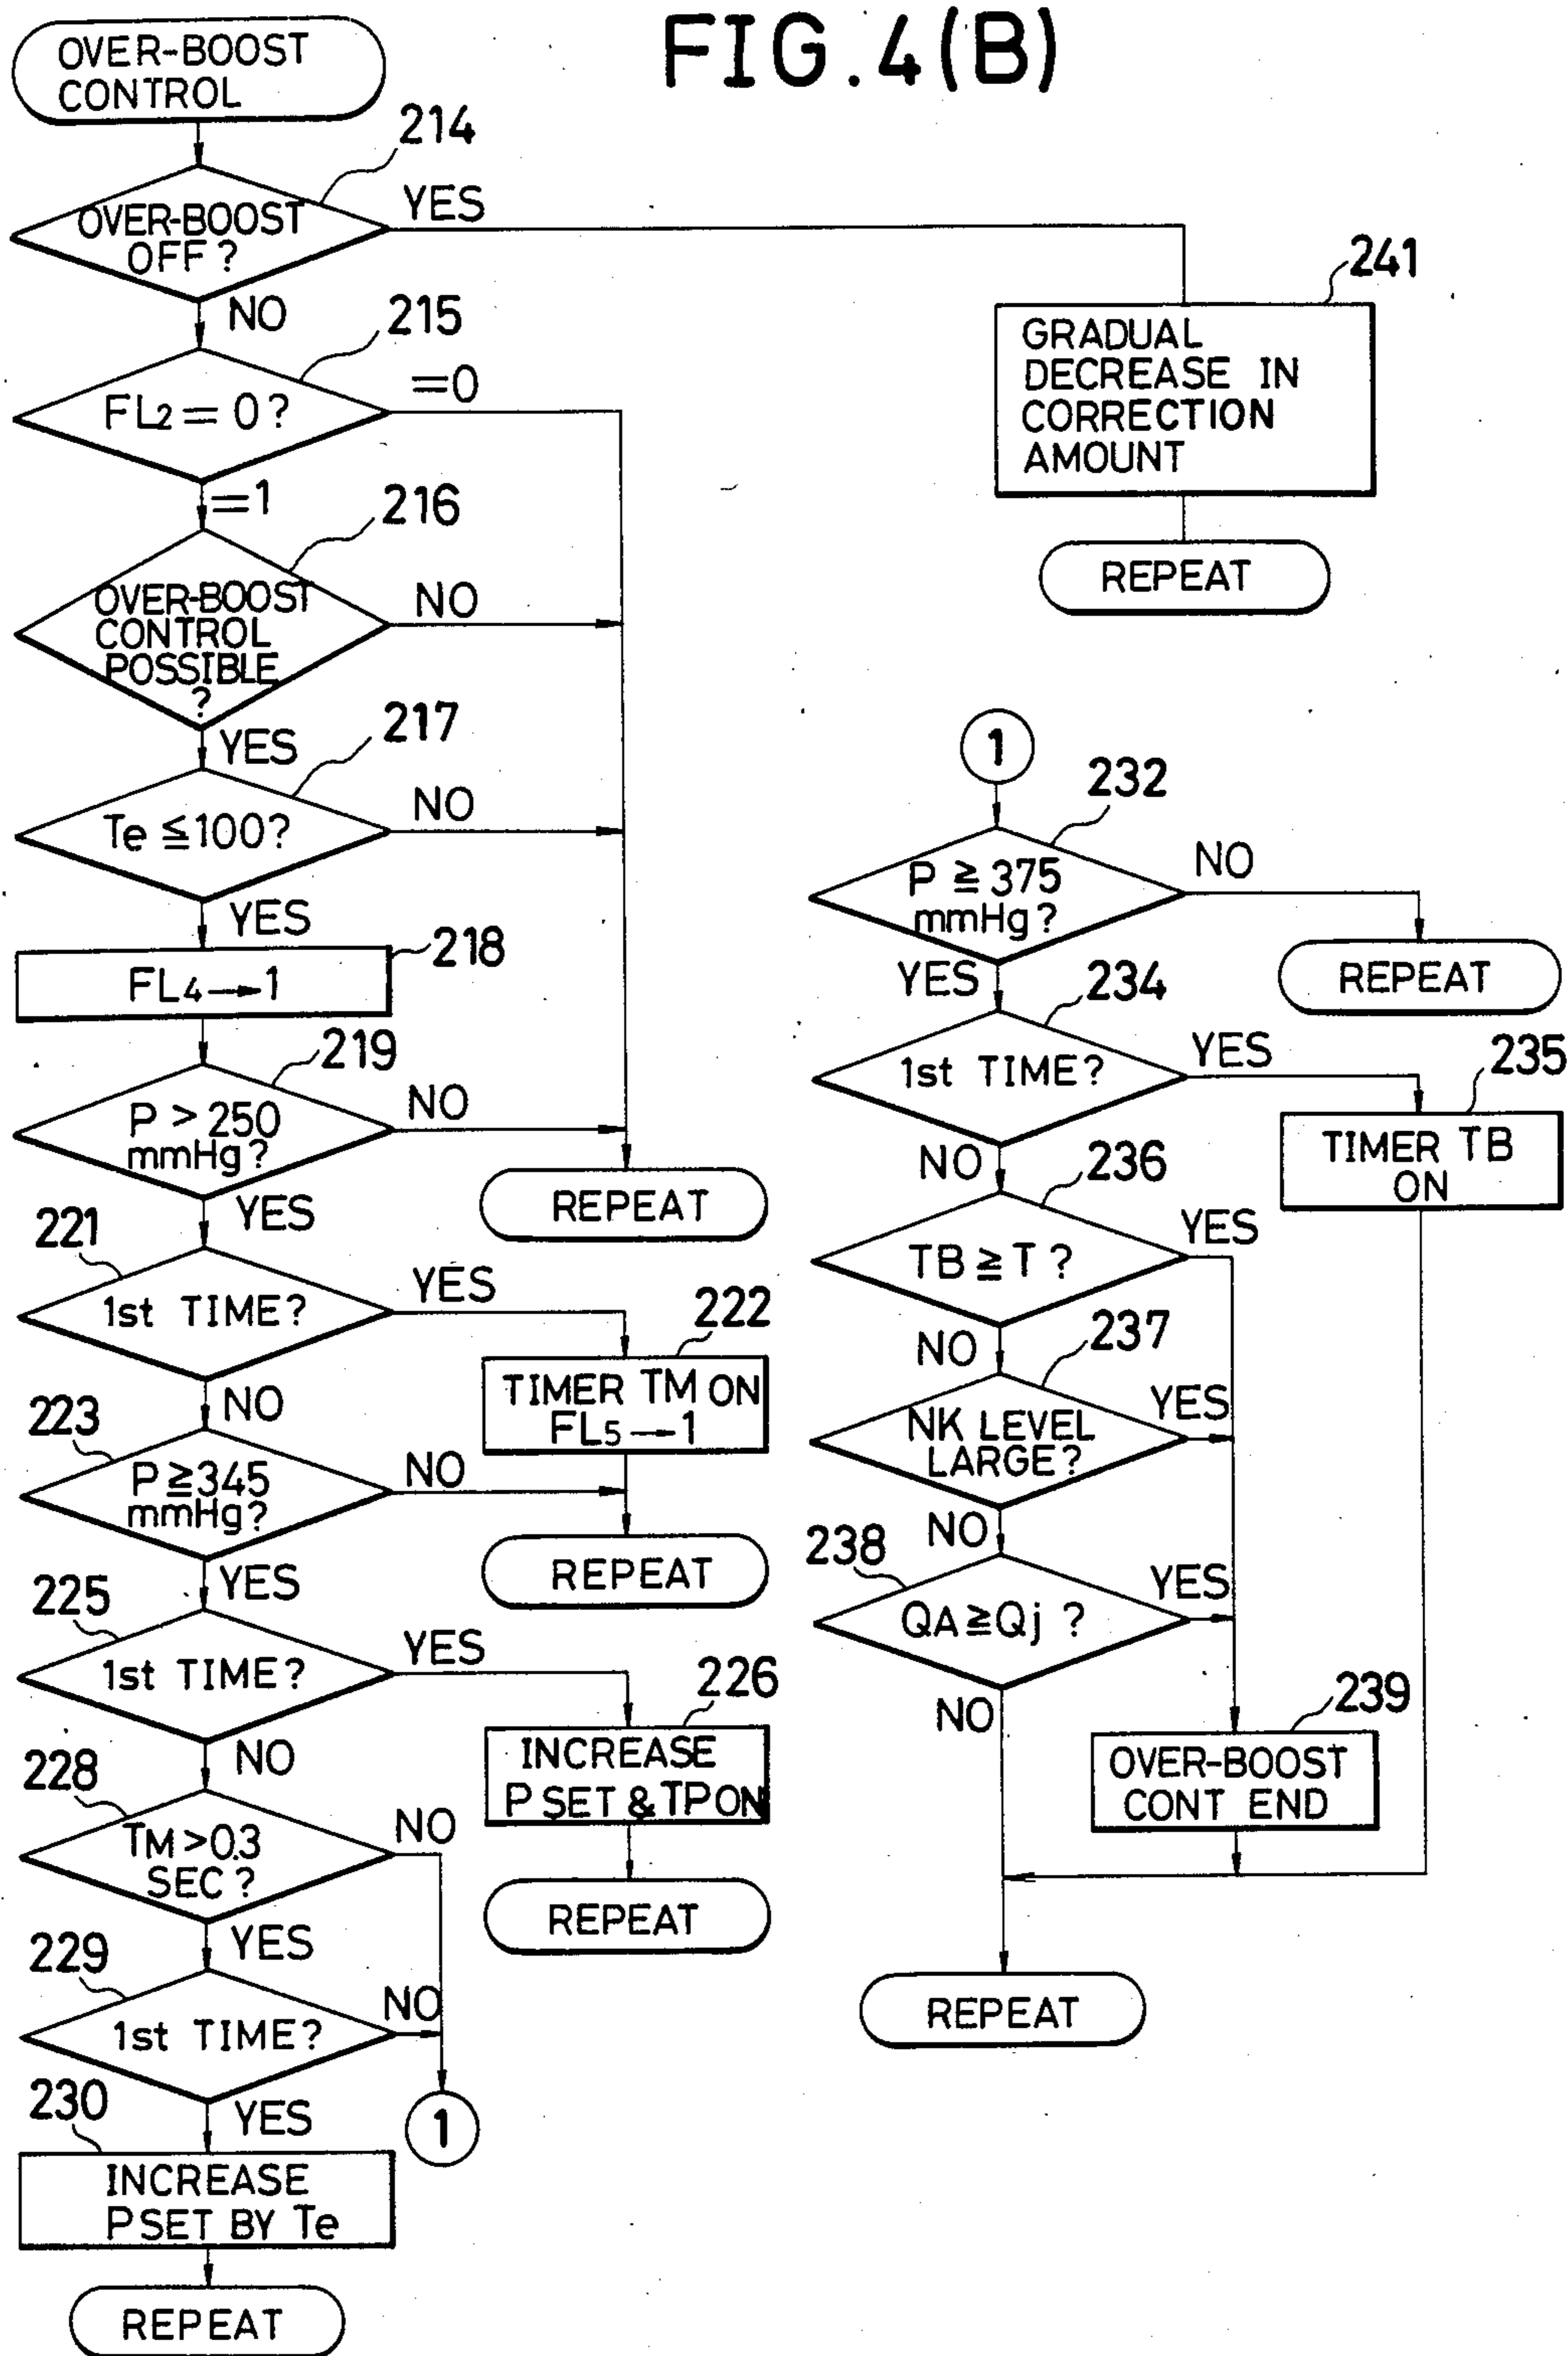 FIG.4(B)
OVER-BOOST
CONTROL
214
OVER-BOOST
OFF?
YES
NO
241
GRADUAL
DECREASE IN
CORRECTION
AMOUNT
REPEAT
215
FL2=0?
=0
=1
216
OVER-BOOST
CONTROL
POSSIBLE
?
NO
YES
217
Te≦100?
NO
YES
218
FL4→1
219
P>250
mmHg?
NO
YES
REPEAT
221
1st TIME?
YES
NO
222
TIMER TM ON
FL5→1
223
P≧345
mmHg?
NO
YES
REPEAT
225
1st TIME?
YES
NO
226
INCREASE
P SET & TP ON
REPEAT
228
TM>0.3
SEC?
NO
YES
229
1st TIME?
NO
YES
1
230
INCREASE
PSET BY Te
REPEAT
1
232
P≧375
mmHg?
NO
YES
REPEAT
234
1st TIME?
YES
NO
235
TIMER TB
ON
236
TB≧T?
YES
NO
237
NK LEVEL
LARGE?
YES
NO
238
QA≧Qj?
YES
NO
239
OVER-BOOST
CONT END
REPEAT